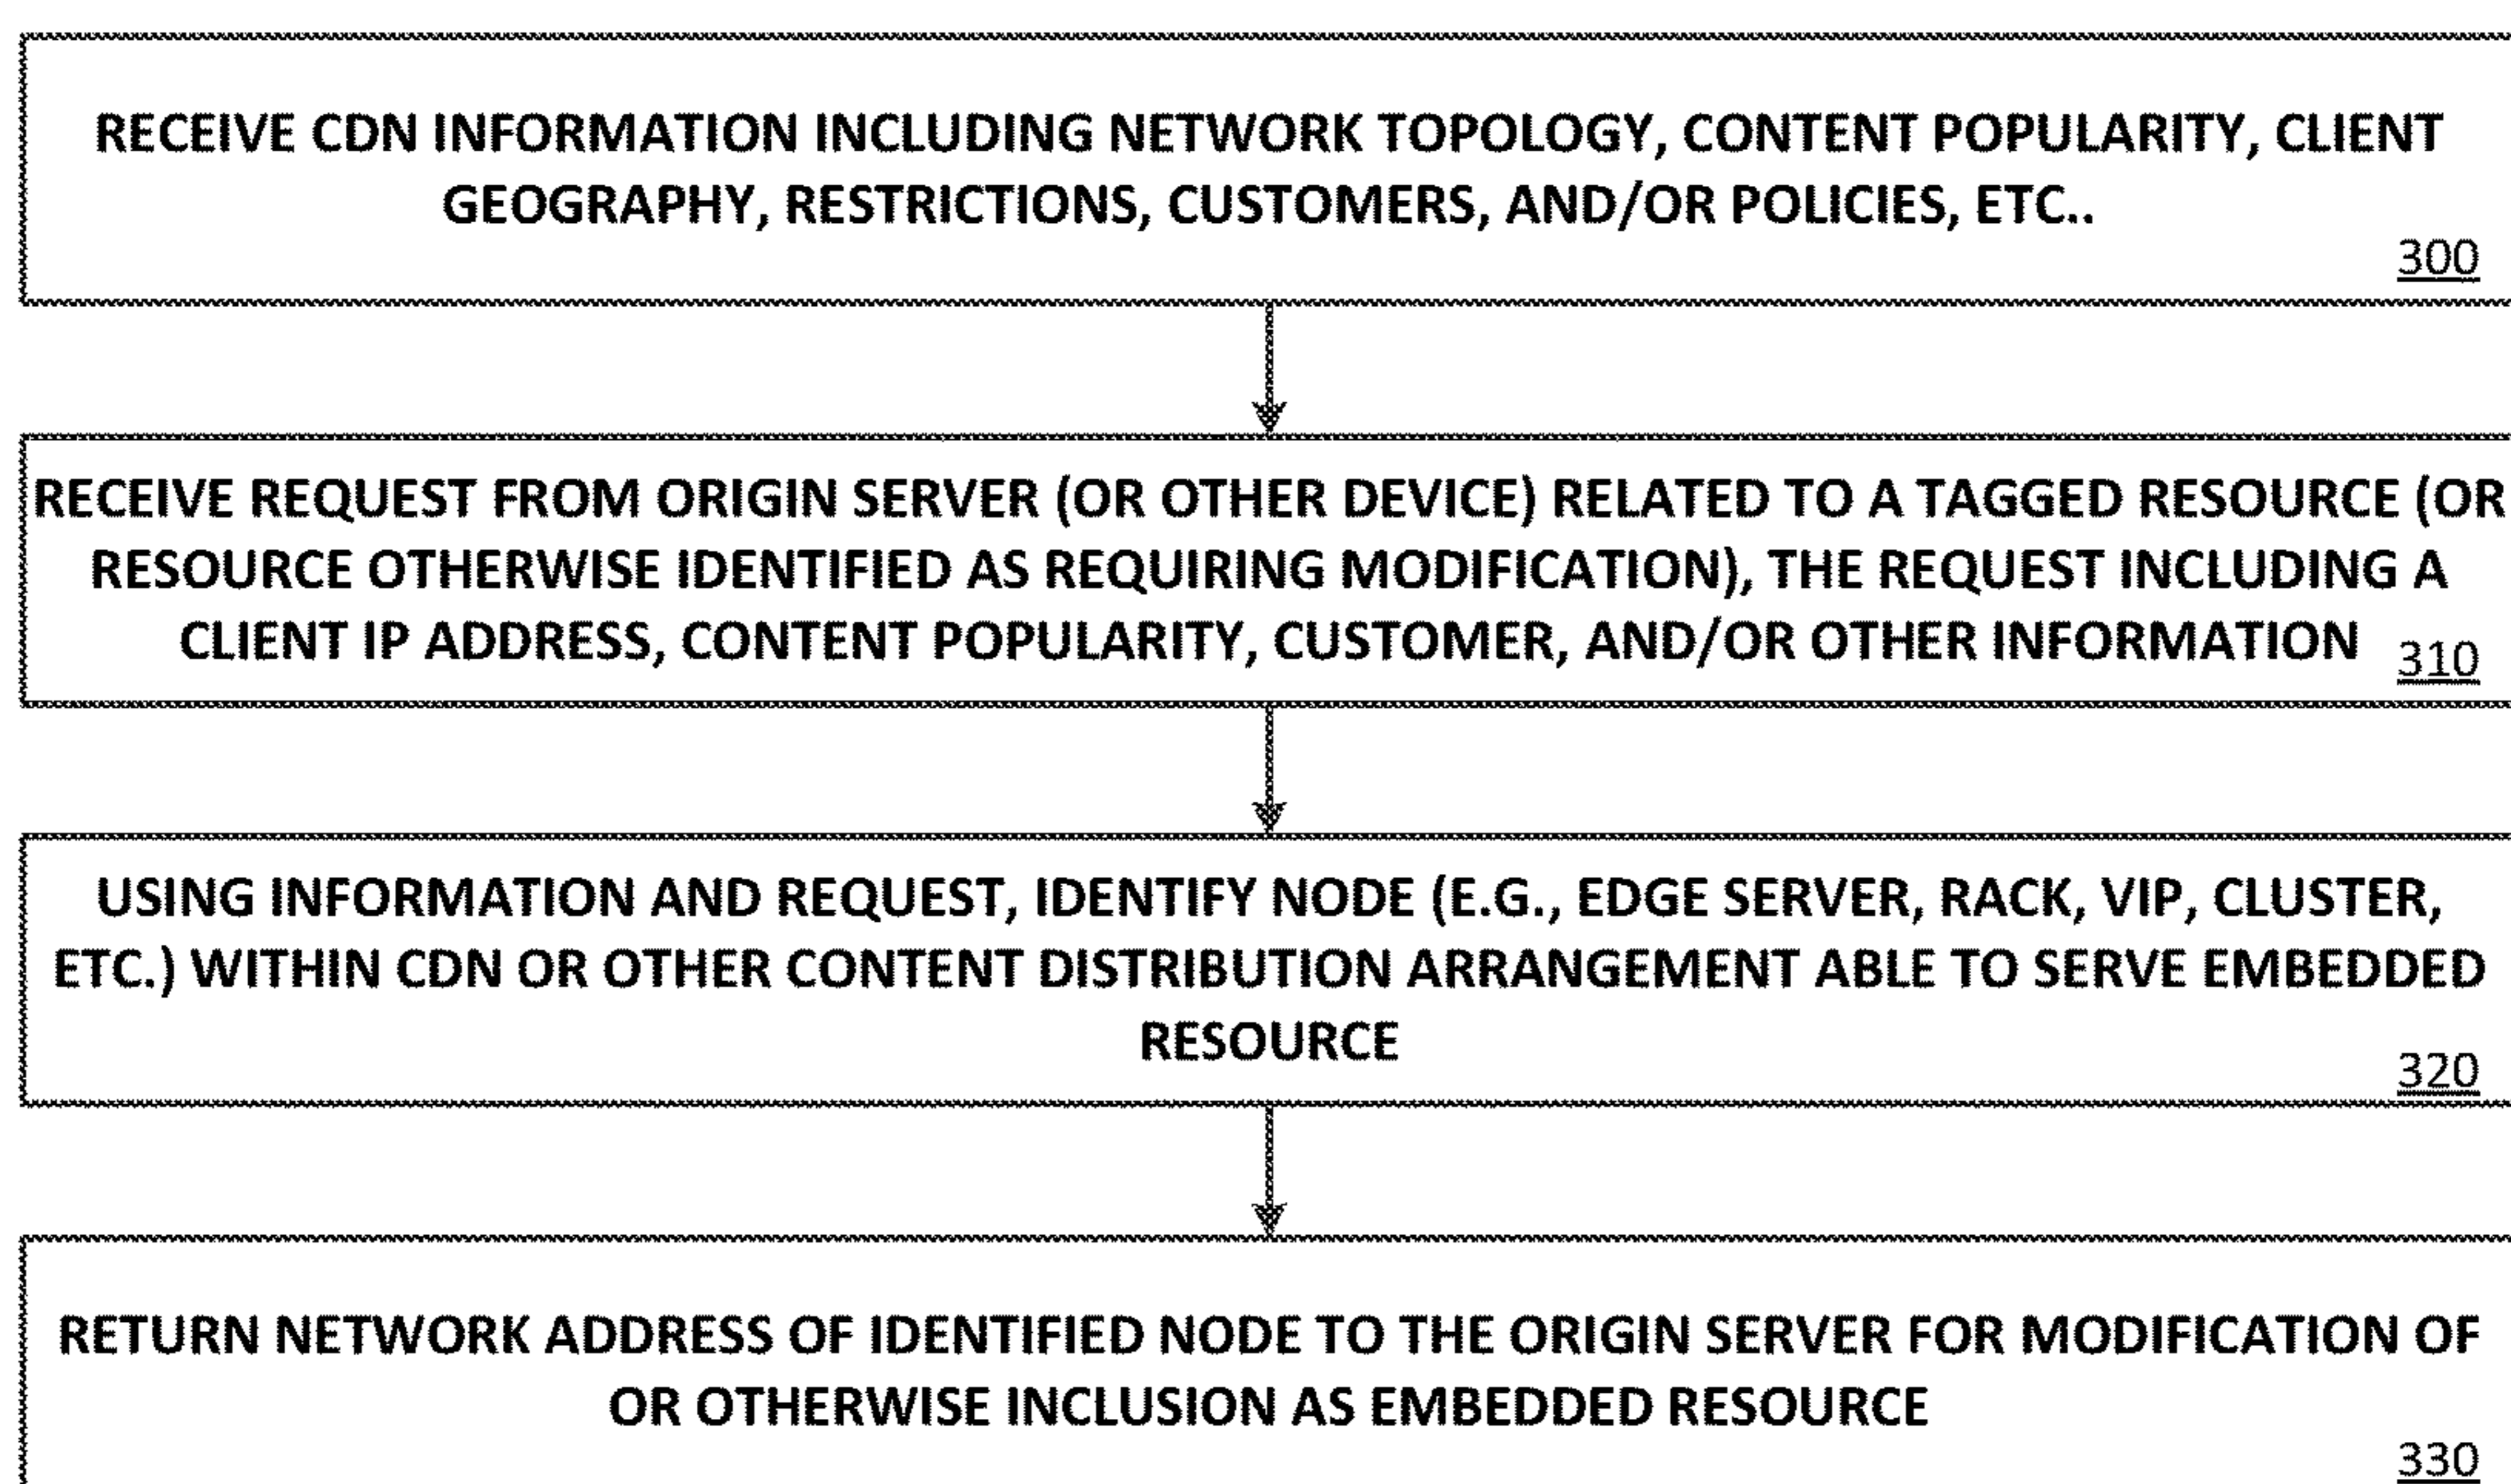 RECEIVE CDN INFORMATION INCLUDING NETWORK TOPOLOGY, CONTENT POPULARITY, CLIENT
GEOGRAPHY, RESTRICTIONS, CUSTOMERS, AND/OR POLICIES, ETC..
300
RECEIVE REQUEST FROM ORIGIN SERVER (OR OTHER DEVICE) RELATED TO A TAGGED RESOURCE (OR
RESOURCE OTHERWISE IDENTIFIED AS REQUIRING MODIFICATION), THE REQUEST INCLUDING A
CLIENT IP ADDRESS, CONTENT POPULARITY, CUSTOMER, AND/OR OTHER INFORMATION
310
USING INFORMATION AND REQUEST, IDENTIFY NODE (E.G., EDGE SERVER, RACK, VIP, CLUSTER,
ETC.) WITHIN CDN OR OTHER CONTENT DISTRIBUTION ARRANGEMENT ABLE TO SERVE EMBEDDED
RESOURCE
320
RETURN NETWORK ADDRESS OF IDENTIFIED NODE TO THE ORIGIN SERVER FOR MODIFICATION OF
OR OTHERWISE INCLUSION AS EMBEDDED RESOURCE
330